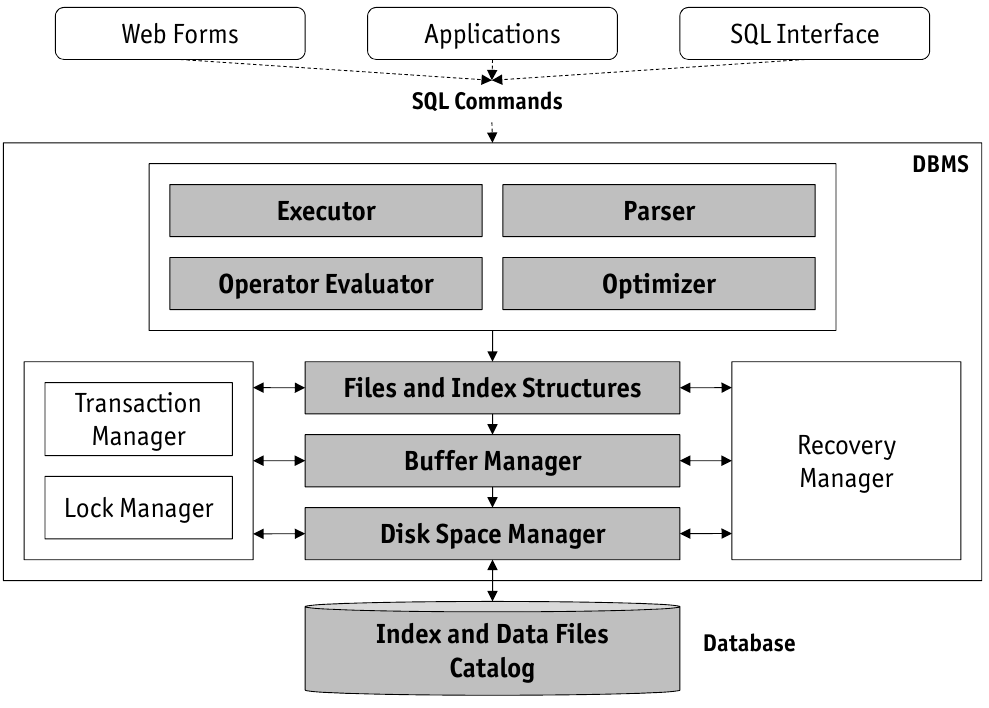 Web Forms
Applications
SQL Interface
SQL Commands
DBMS
Executor
Parser
Operator Evaluator
Optimizer
Transaction
Manager
Lock Manager
Files and Index Structures
Buffer Manager
Disk Space Manager
Recovery
Manager
Index and Data Files
Catalog
Database